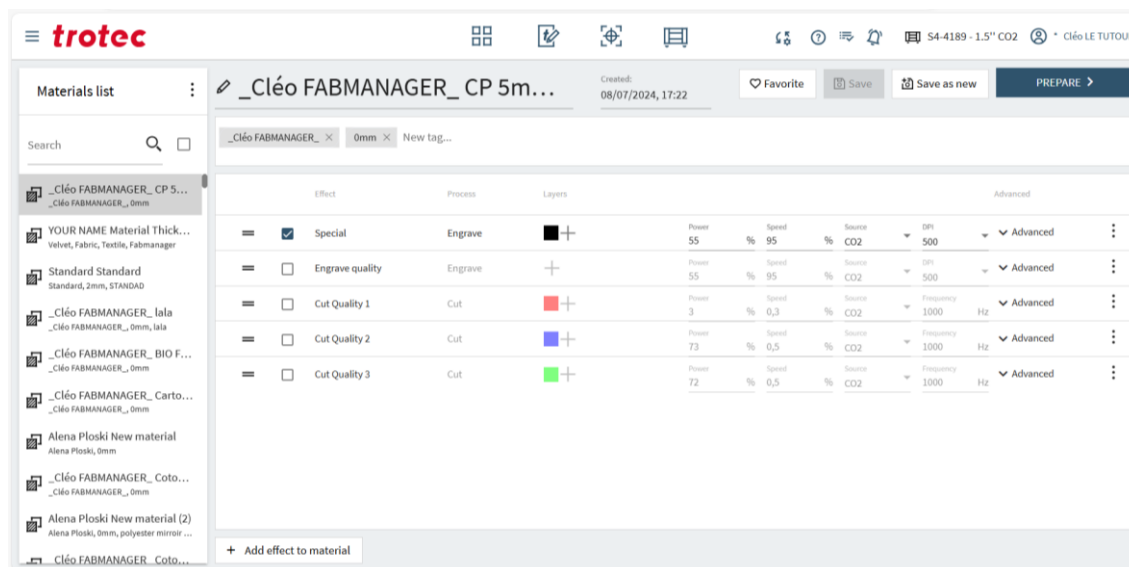 trotec
S4-4189 - 1.5'' CO2
Cléo LE TUTOU
Materials list
_Cléo FABMANAGER_ CP 5m...
Created:
08/07/2024, 17:22
Favorite
Save
Save as new
PREPARE
Search
_Cléo FABMANAGER_
0mm
New tag...
_Cléo FABMANAGER_ CP 5...
_Cléo FABMANAGER_, 0mm
YOUR NAME Material Thick...
Velvet, Fabric, Textile, Fabmanager
Standard Standard
Standard, 2mm, STANDAD
_Cléo FABMANAGER_ lala
_Cléo FABMANAGER_, 0mm, lala
_Cléo FABMANAGER_ BIO F...
_Cléo FABMANAGER_, 0mm
_Cléo FABMANAGER_ Carto...
_Cléo FABMANAGER_, 0mm
Alena Ploski New material
Alena Ploski, 0mm
_Cléo FABMANAGER_ Coto...
_Cléo FABMANAGER_, 0mm
Alena Ploski New material (2)
Alena Ploski, 0mm, polyester mirroir ...
_Cléo FABMANAGER_ Coto...
Effect Process Layers Advanced
Power Speed Source DPI
Special Engrave 55 % 95 % CO2 500 Advanced
Power Speed Source DPI
Engrave quality Engrave 55 % 95 % CO2 500 Advanced
Power Speed Source Frequency
Cut Quality 1 Cut 3 % 0,3 % CO2 1000 Hz Advanced
Power Speed Source Frequency
Cut Quality 2 Cut 73 % 0,5 % CO2 1000 Hz Advanced
Power Speed Source Frequency
Cut Quality 3 Cut 72 % 0,5 % CO2 1000 Hz Advanced
+ Add effect to material